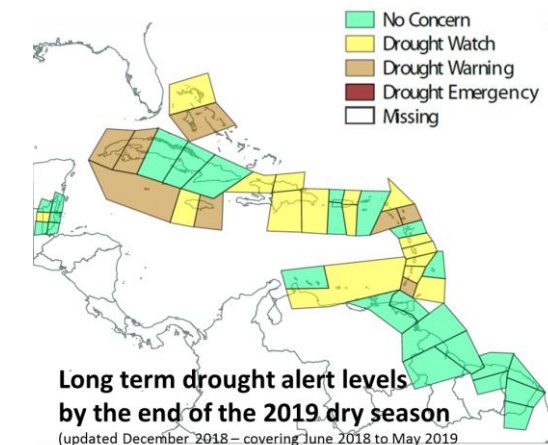 No Concern
Drought Watch
Drought Warning
Drought Emergency
Missing
Long term drought alert levels
by the end of the 2019 dry season
(updated December 2018 – covering June 2018 to May 2019